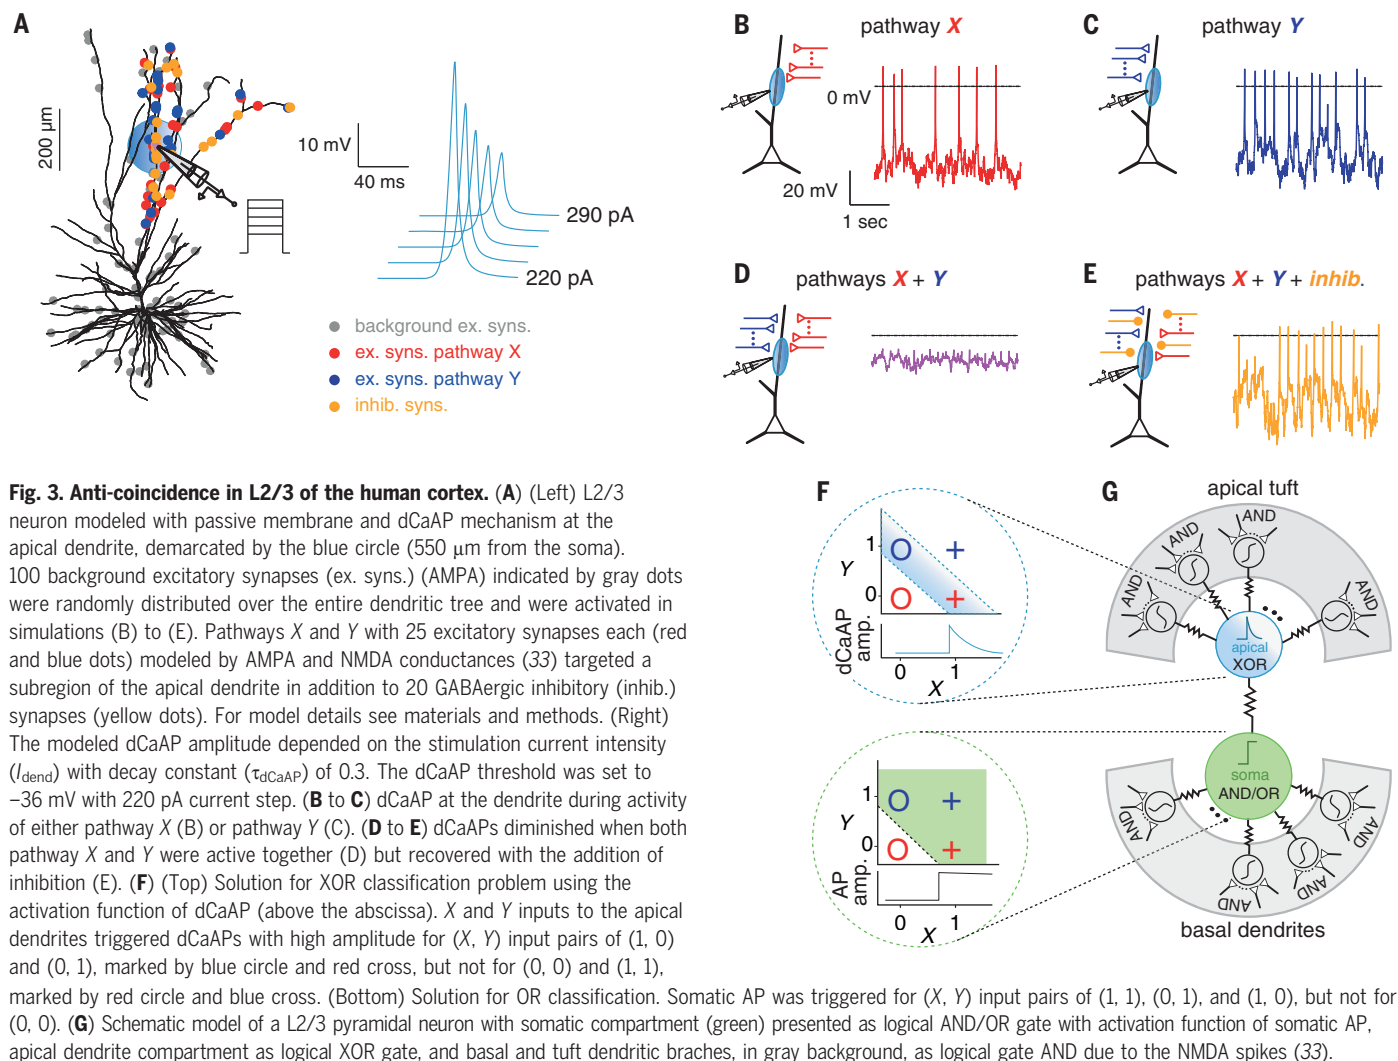 A
200 µm
10 mV
40 ms
290 pA
220 pA
background ex. syns.
ex. syns. pathway X
ex. syns. pathway Y
inhib. syns.
B
pathway X
0 mV
20 mV
1 sec
C
pathway Y
D
pathways X + Y
E
pathways X + Y + inhib.
Fig. 3. Anti-coincidence in L2/3 of the human cortex. (A) (Left) L2/3
neuron modeled with passive membrane and dCaAP mechanism at the
apical dendrite, demarcated by the blue circle (550 µm from the soma).
100 background excitatory synapses (ex. syns.) (AMPA) indicated by gray dots
were randomly distributed over the entire dendritic tree and were activated in
simulations (B) to (E). Pathways X and Y with 25 excitatory synapses each (red
and blue dots) modeled by AMPA and NMDA conductances (33) targeted a
subregion of the apical dendrite in addition to 20 GABAergic inhibitory (inhib.)
synapses (yellow dots). For model details see materials and methods. (Right)
The modeled dCaAP amplitude depended on the stimulation current intensity
(Idend) with decay constant (τdCaAP) of 0.3. The dCaAP threshold was set to
−36 mV with 220 pA current step. (B to C) dCaAP at the dendrite during activity
of either pathway X (B) or pathway Y (C). (D to E) dCaAPs diminished when both
pathway X and Y were active together (D) but recovered with the addition of
inhibition (E). (F) (Top) Solution for XOR classification problem using the
activation function of dCaAP (above the abscissa). X and Y inputs to the apical
dendrites triggered dCaAPs with high amplitude for (X, Y) input pairs of (1, 0)
and (0, 1), marked by blue circle and red cross, but not for (0, 0) and (1, 1),
marked by red circle and blue cross. (Bottom) Solution for OR classification. Somatic AP was triggered for (X, Y) input pairs of (1, 1), (0, 1), and (1, 0), but not for
(0, 0). (G) Schematic model of a L2/3 pyramidal neuron with somatic compartment (green) presented as logical AND/OR gate with activation function of somatic AP,
apical dendrite compartment as logical XOR gate, and basal and tuft dendritic braches, in gray background, as logical gate AND due to the NMDA spikes (33).
F
1
Y
0
O +
O +
dCaAP
amp.
0 1
X
1
Y
0
O +
O +
AP
amp.
0 1
X
G
apical tuft
AND
AND
AND
AND
apical
XOR
soma
AND/OR
AND
AND
AND
AND
basal dendrites